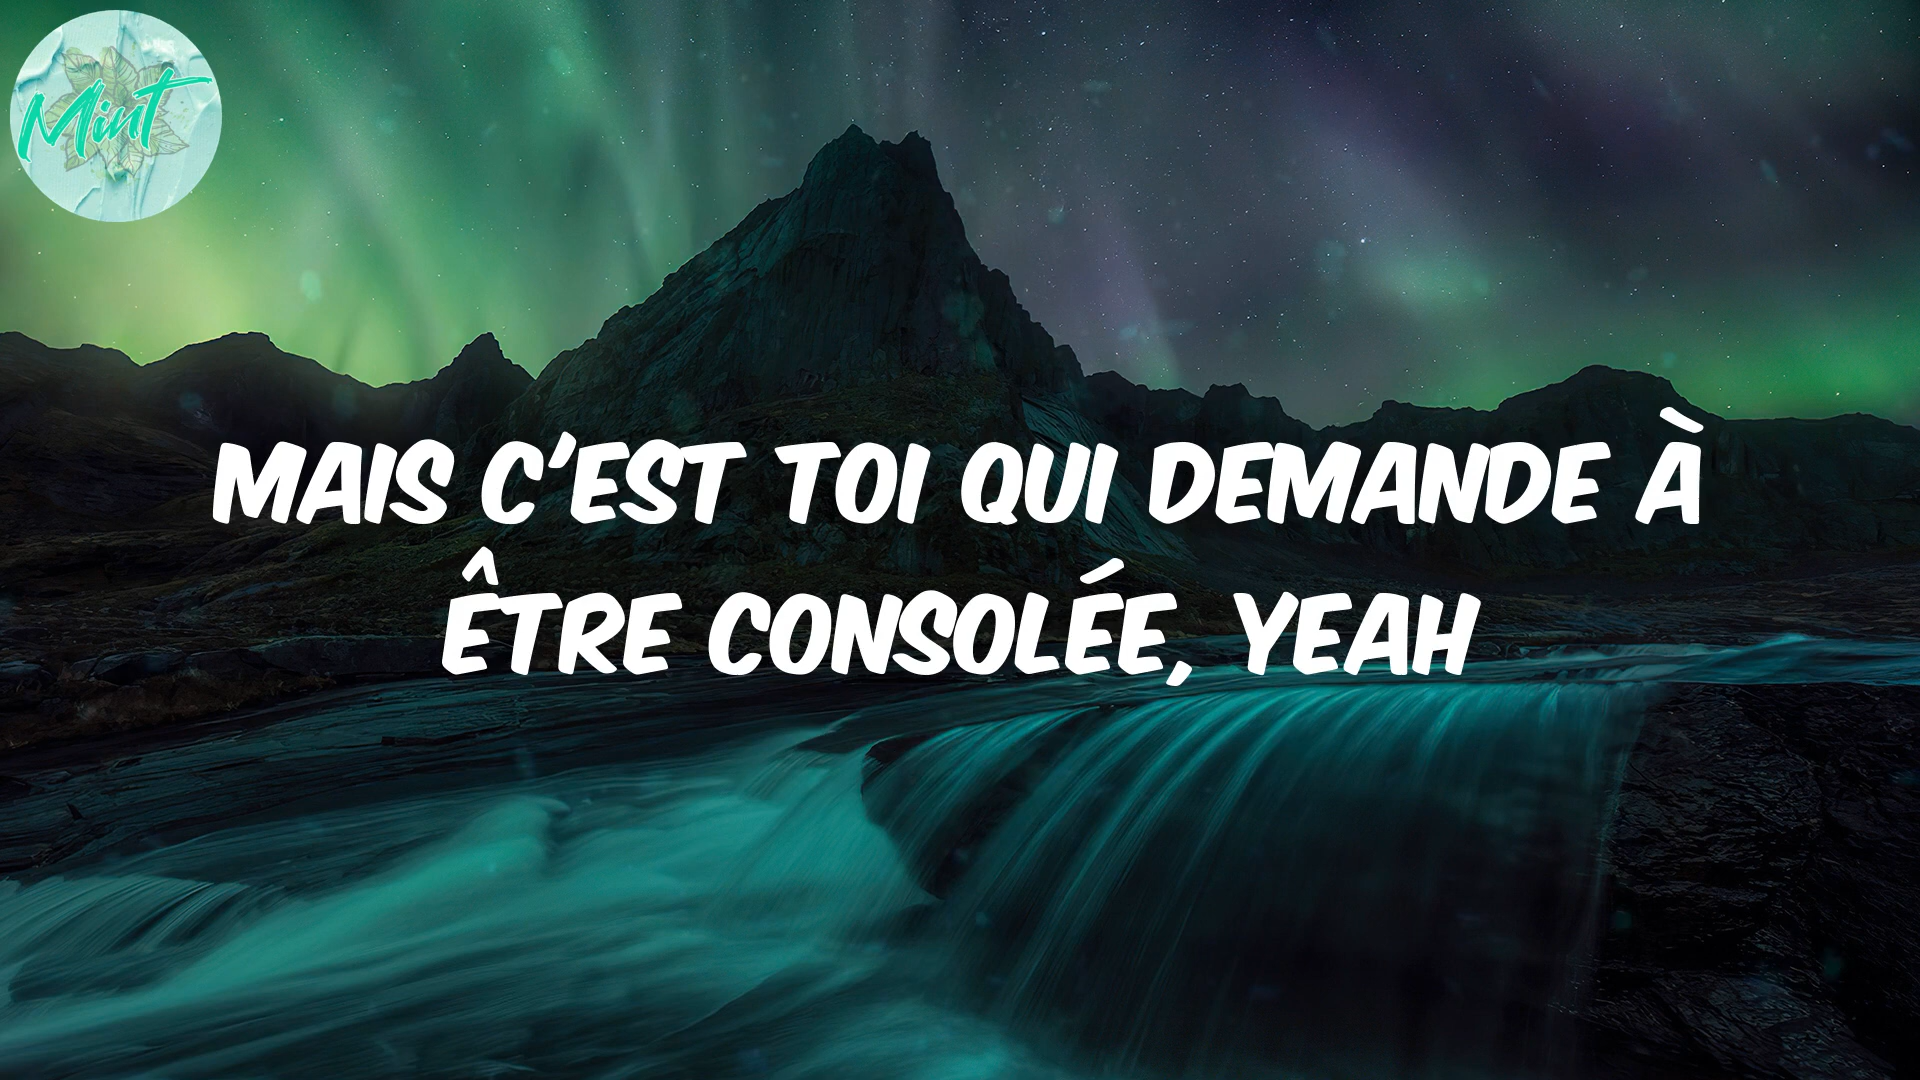 Mint
MAIS C'EST TOI QUI DEMANDE À
ÊTRE CONSOLÉE, YEAH